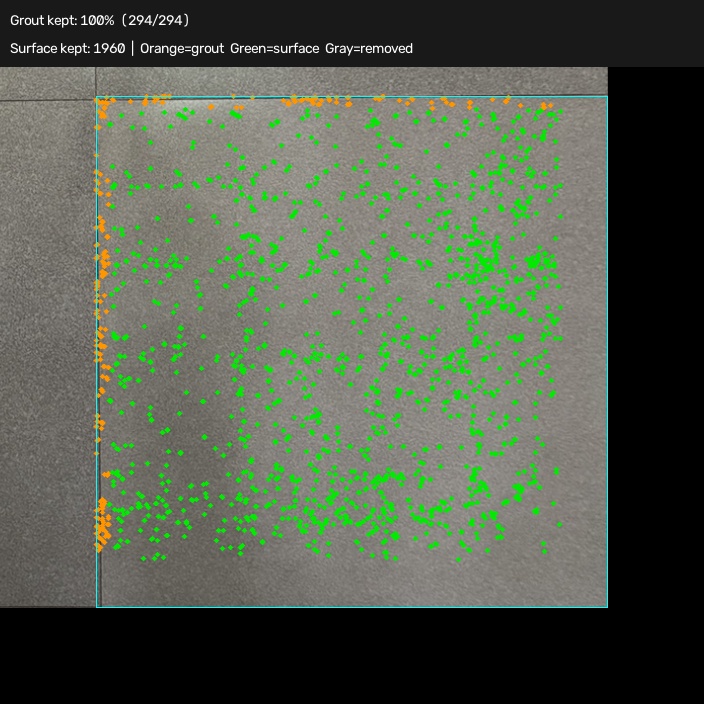 Grout kept: 100% (294/294)
Surface kept: 1960 | Orange=grout Green=surface Gray=removed